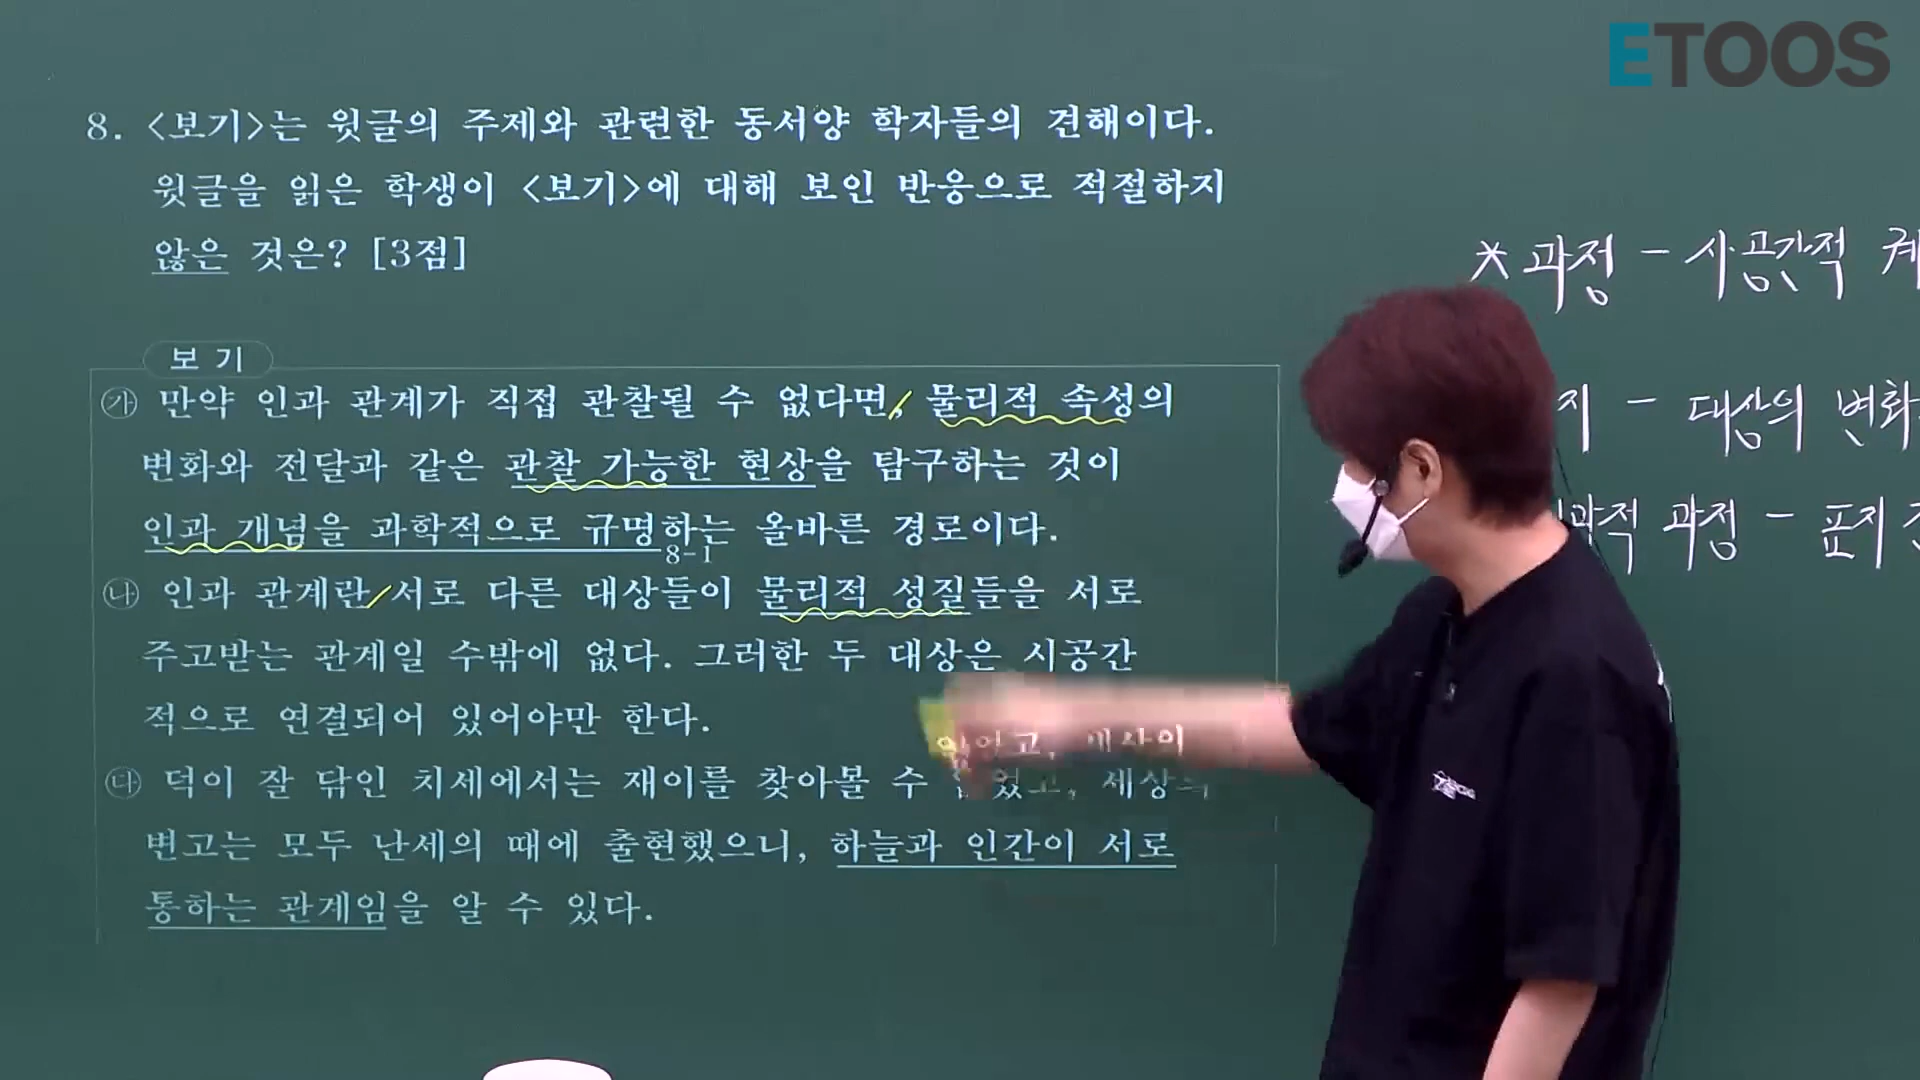 ETOOS
8. <보기>는 윗글의 주제와 관련한 동서양 학자들의 견해이다.
윗글을 읽은 학생이 <보기>에 대해 보인 반응으로 적절하지
않은 것은? [3점]
보 기
㉮ 만약 인과 관계가 직접 관찰될 수 없다면, 물리적 속성의
변화와 전달과 같은 관찰 가능한 현상을 탐구하는 것이
인과 개념을 과학적으로 규명하는 올바른 경로이다.
8-1
㉯ 인과 관계란 서로 다른 대상들이 물리적 성질들을 서로
주고받는 관계일 수밖에 없다. 그러한 두 대상은 시공간
적으로 연결되어 있어야만 한다.
㉰ 덕이 잘 닦인 치세에서는 재이를 찾아볼 수 세상의
변고는 모두 난세의 때에 출현했으니, 하늘과 인간이 서로
통하는 관계임을 알 수 있다.
* 과정 - 시공간적
지 - 대상의 변화
과정 - 표지